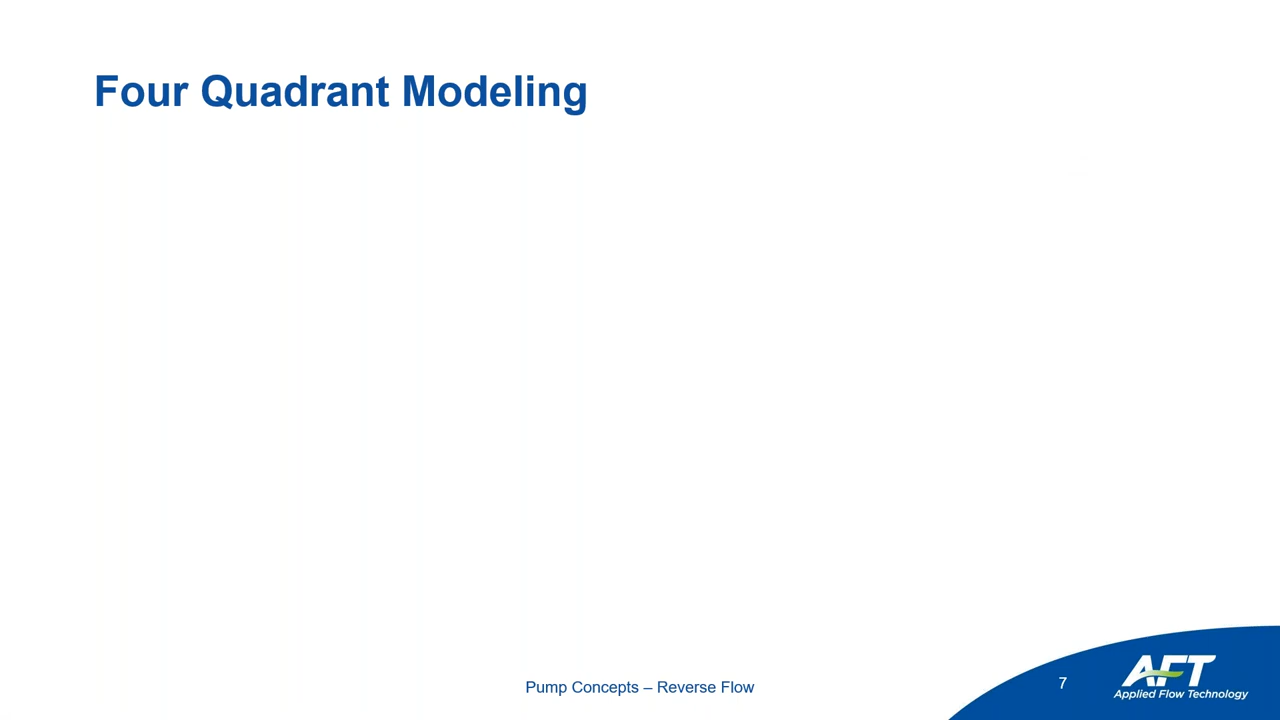 Four Quadrant Modeling
Pump Concepts – Reverse Flow
7
AFT
Applied Flow Technology